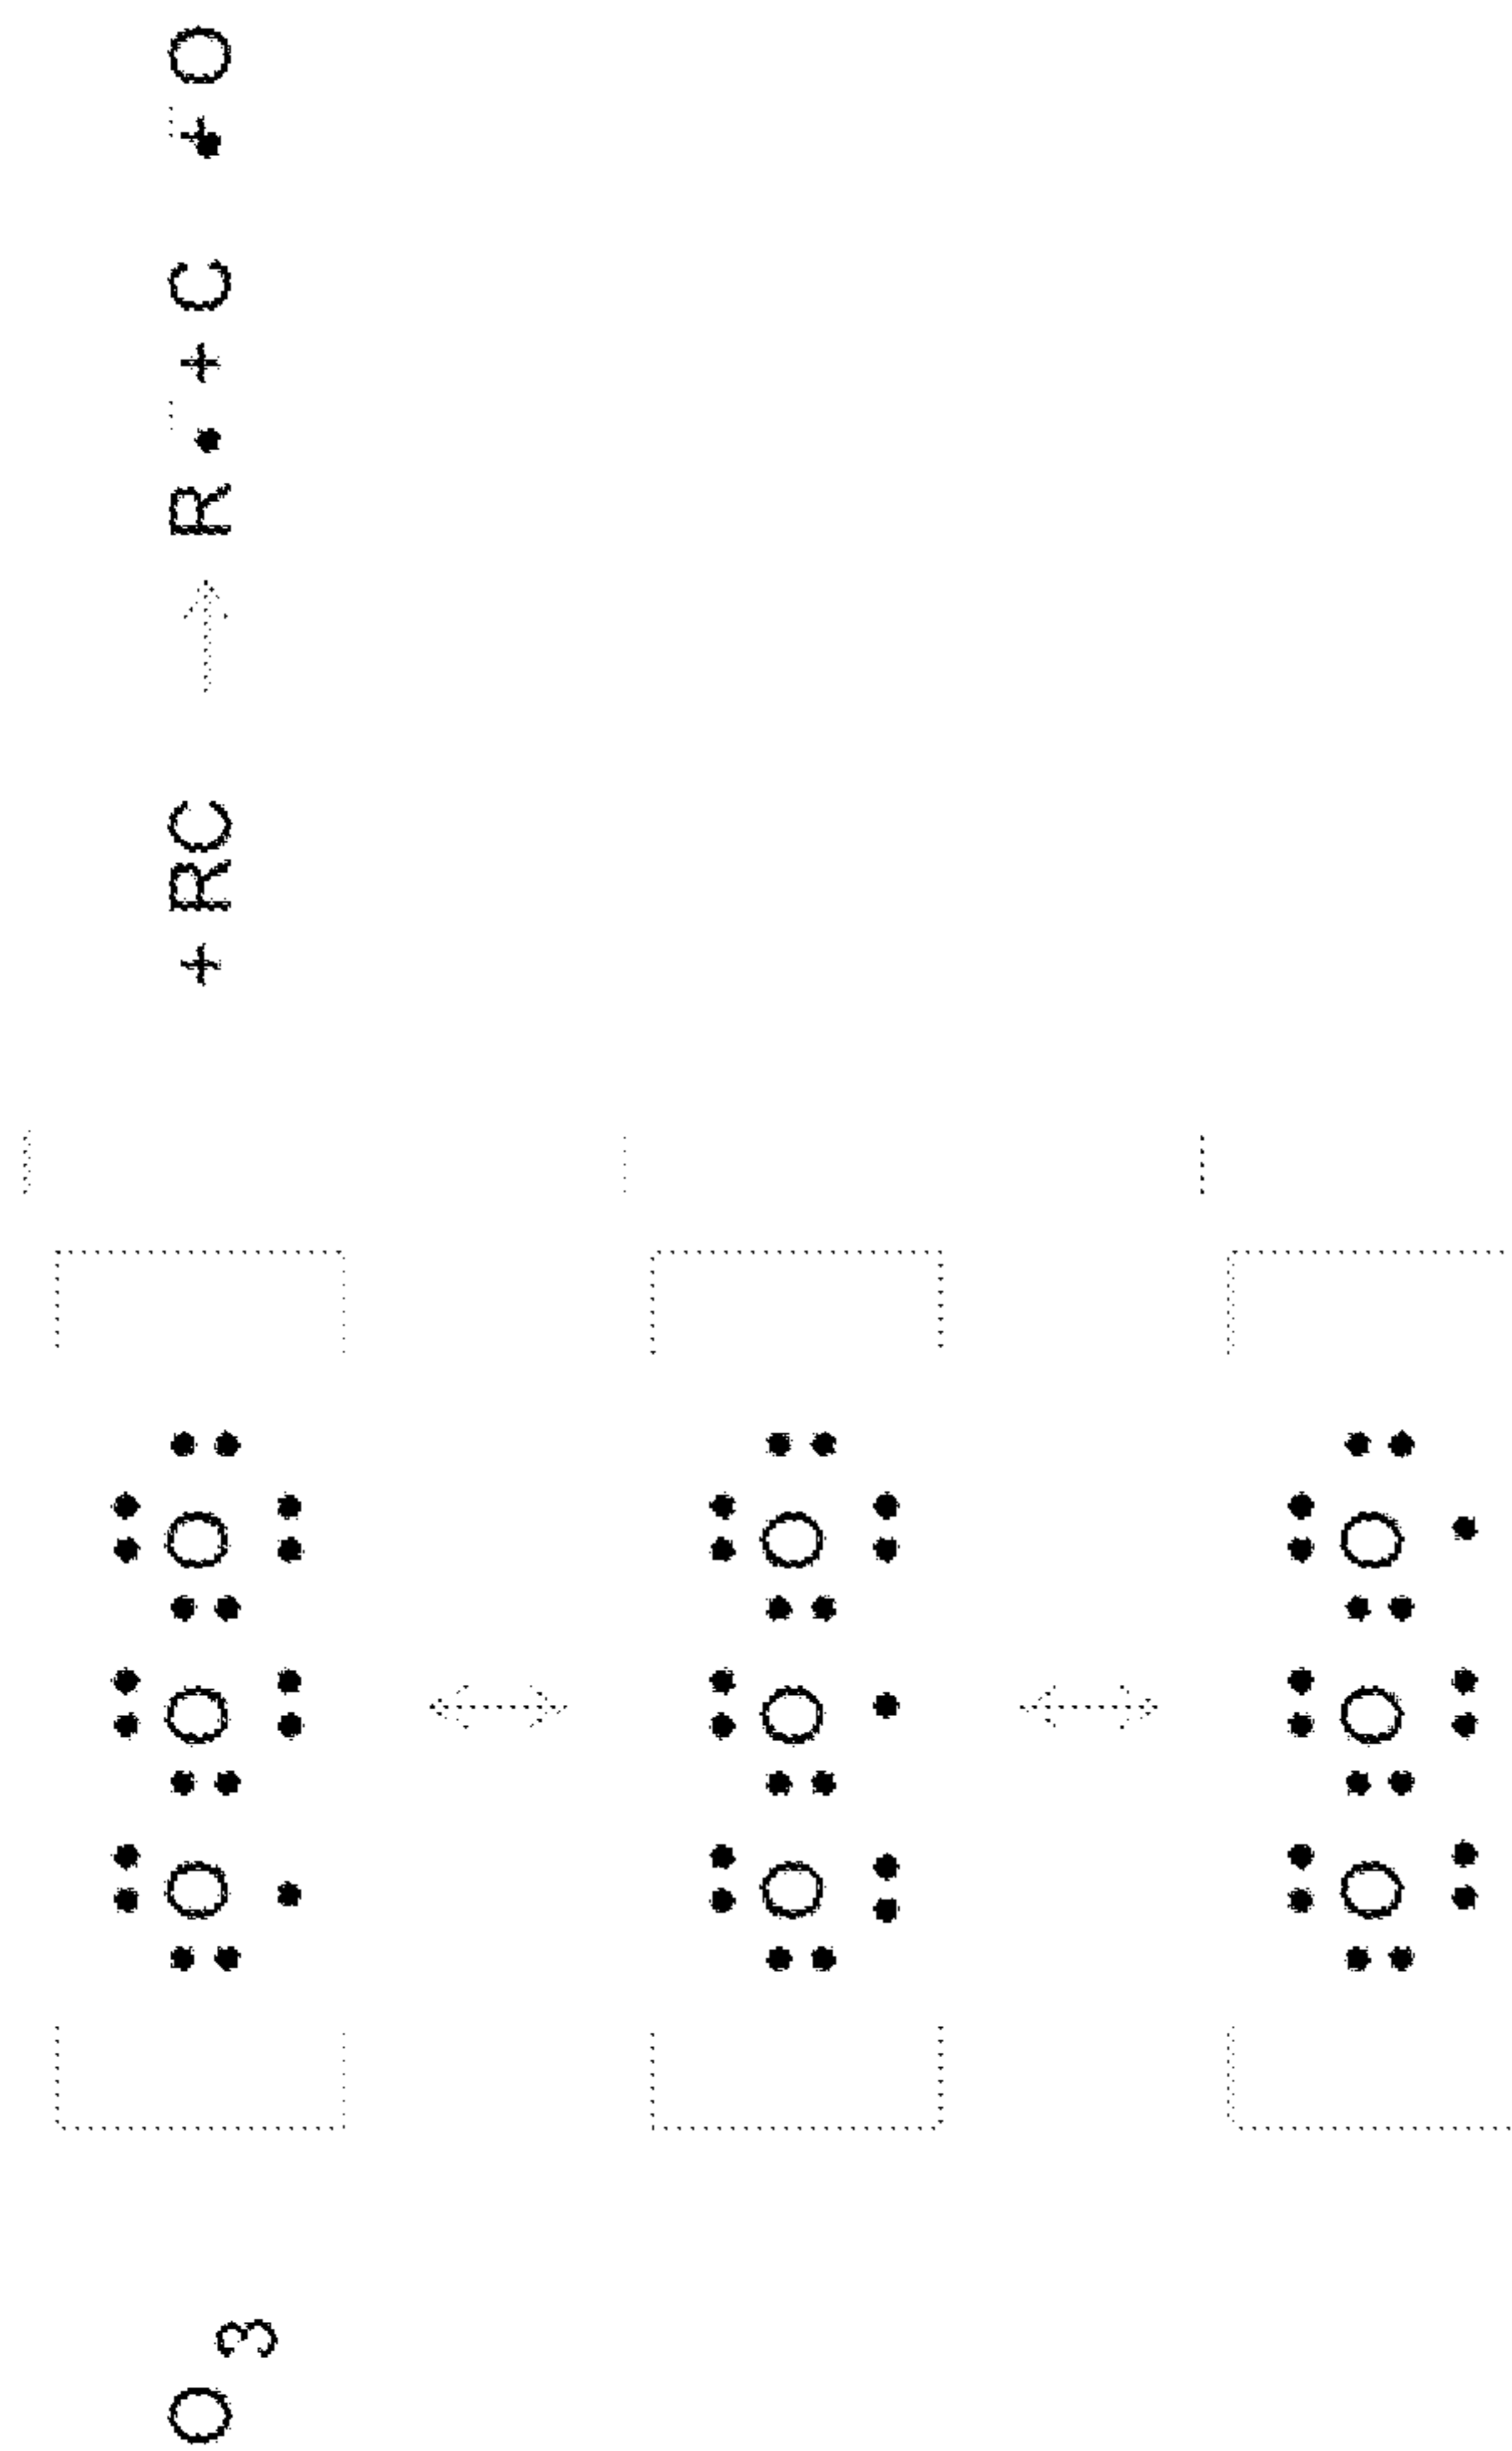 O3 [:Ö:Ö:Ö:]− + RC → R•− + C •+ O
↔ [:Ö:Ö:Ö:]−
↔ [:Ö:Ö:Ö:]−